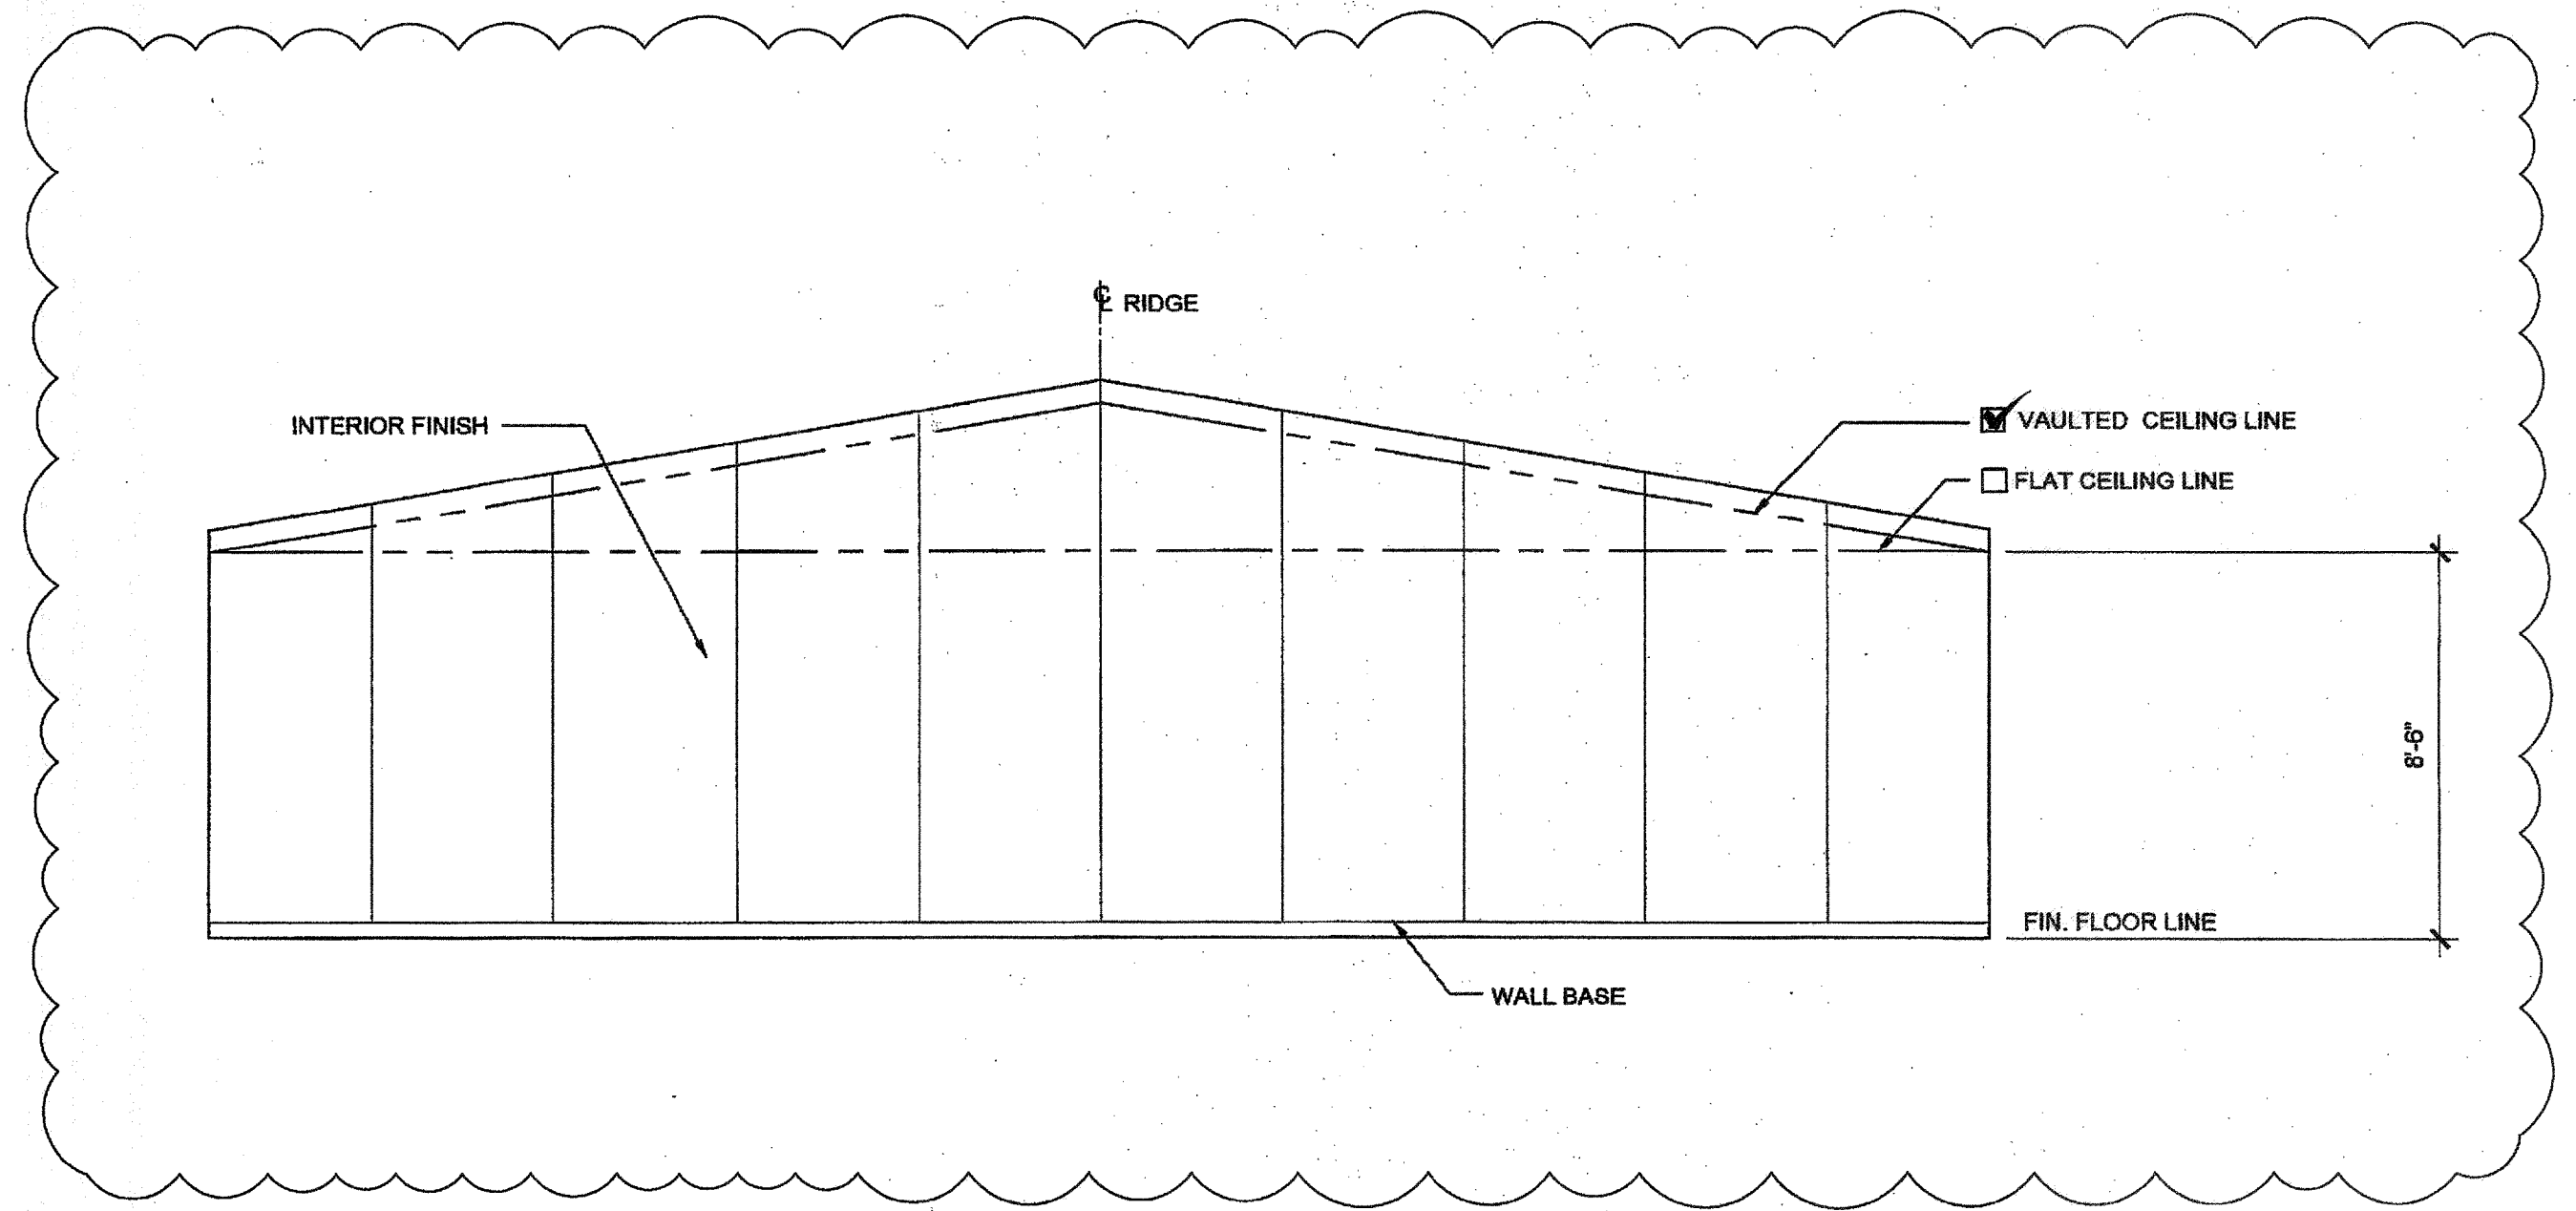 ℄ RIDGE
INTERIOR FINISH
VAULTED CEILING LINE
FLAT CEILING LINE
8'-6"
FIN. FLOOR LINE
WALL BASE